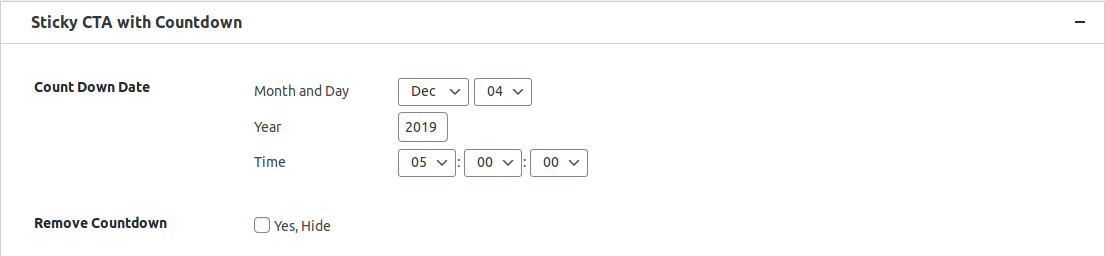 Sticky CTA with Countdown
Count Down Date Month and Day Dec 04
Year 2019
Time 05 : 00 : 00
Remove Countdown Yes, Hide